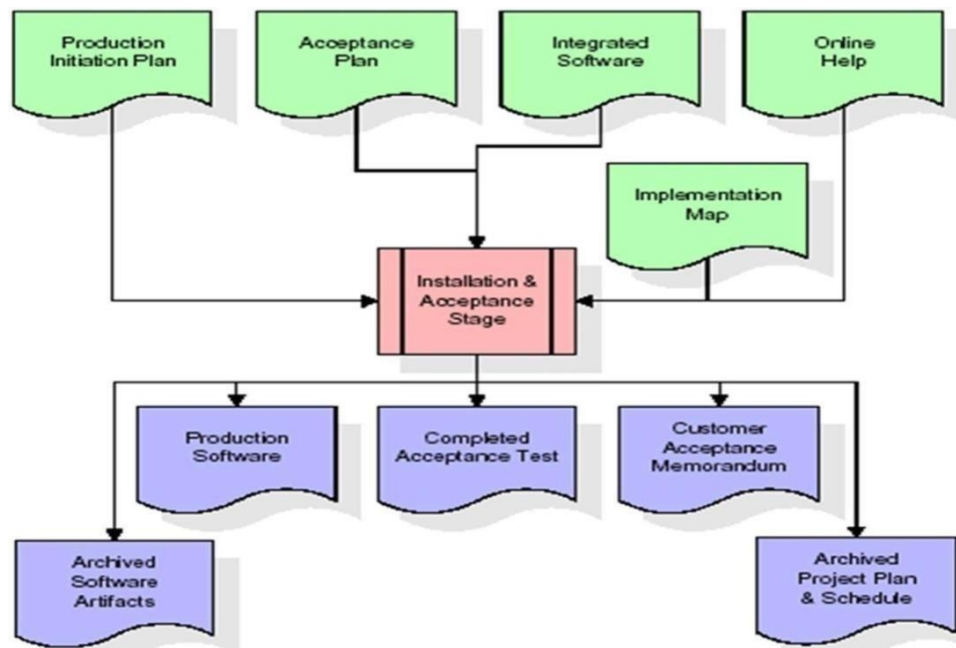 Production
Initiation Plan
Acceptance
Plan
Integrated
Software
Online
Help
Implementation
Map
Installation &
Acceptance
Stage
Production
Software
Completed
Acceptance Test
Customer
Acceptance
Memorandum
Archived
Software
Artifacts
Archived
Project Plan
& Schedule